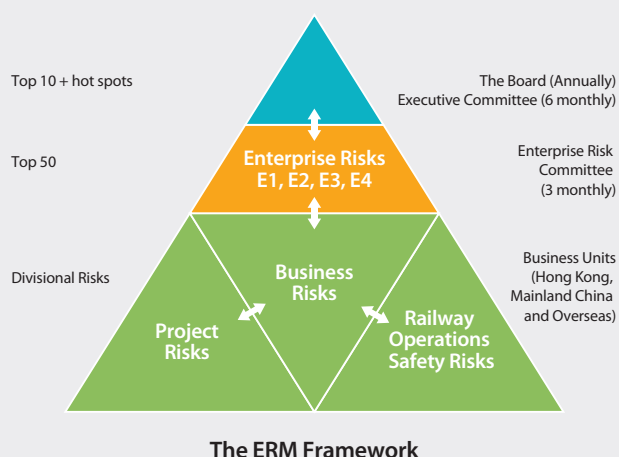 Top 10 + hot spots
The Board (Annually)
Executive Committee (6 monthly)
Top 50
Enterprise Risks
E1, E2, E3, E4
Enterprise Risk
Committee
(3 monthly)
Divisional Risks
Business
Risks
Project
Risks
Railway
Operations
Safety Risks
Business Units
(Hong Kong,
Mainland China
and Overseas)
The ERM Framework